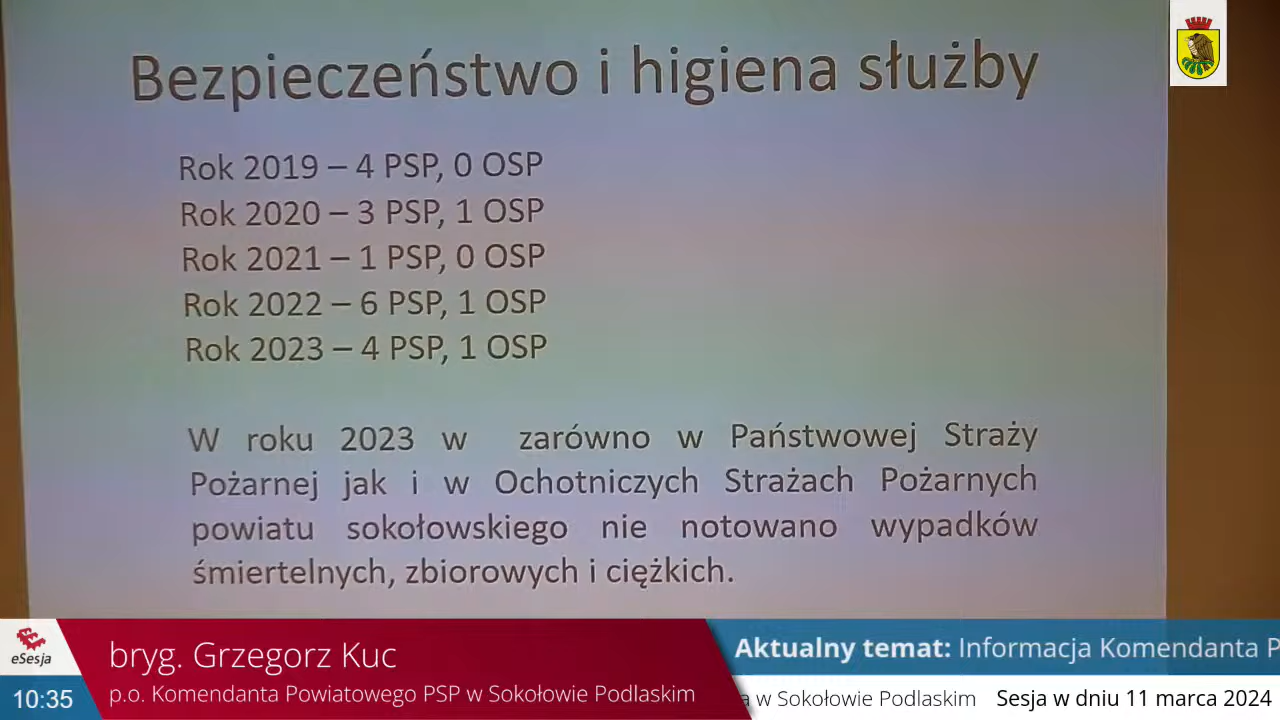 Bezpieczeństwo i higiena służby
Rok 2019 – 4 PSP, 0 OSP
Rok 2020 – 3 PSP, 1 OSP
Rok 2021 – 1 PSP, 0 OSP
Rok 2022 – 6 PSP, 1 OSP
Rok 2023 – 4 PSP, 1 OSP
W roku 2023 w zarówno w Państwowej Straży
Pożarnej jak i w Ochotniczych Strażach Pożarnych
powiatu sokołowskiego nie notowano wypadków
śmiertelnych, zbiorowych i ciężkich.
eSesja
bryg. Grzegorz Kuc
Aktualny temat: Informacja Komendanta P
10:35
p.o. Komendanta Powiatowego PSP w Sokołowie Podlaskim
a w Sokołowie Podlaskim Sesja w dniu 11 marca 2024